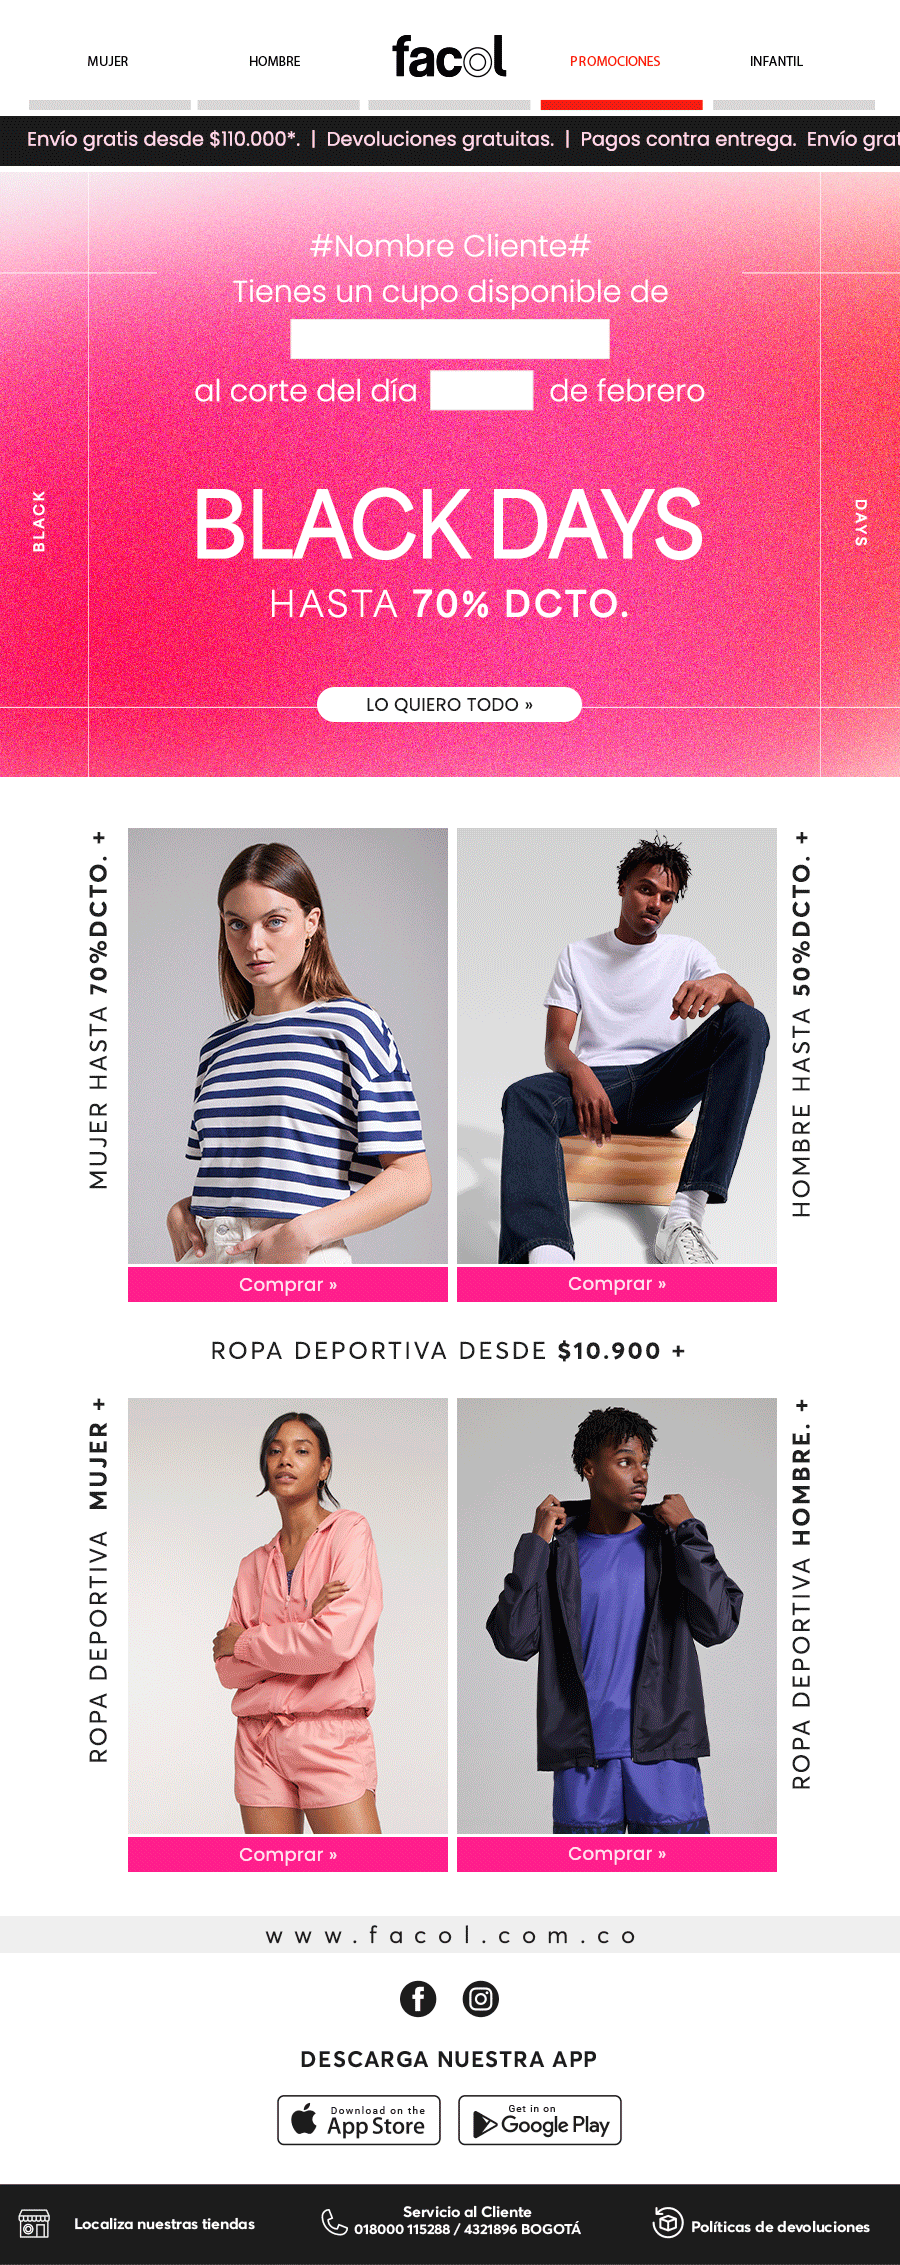 MUJER
HOMBRE
facol
PROMOCIONES
INFANTIL
Envío gratis desde $110.000*. | Devoluciones gratuitas. | Pagos contra entrega. Envío grat
#Nombre Cliente#
Tienes un cupo disponible de
al corte del día de febrero
BLACK
BLACK DAYS
DAYS
HASTA 70% DCTO.
LO QUIERO TODO »
MUJER HASTA 70%DCTO. +
HOMBRE HASTA 50%DCTO. +
Comprar »
Comprar »
ROPA DEPORTIVA DESDE $10.900 +
ROPA DEPORTIVA MUJER +
ROPA DEPORTIVA HOMBRE. +
Comprar »
Comprar »
www.facol.com.co
DESCARGA NUESTRA APP
Download on the
App Store
Get in on
Google Play
Localiza nuestras tiendas
Servicio al Cliente
018000 115288 / 4321896 BOGOTÁ
Políticas de devoluciones